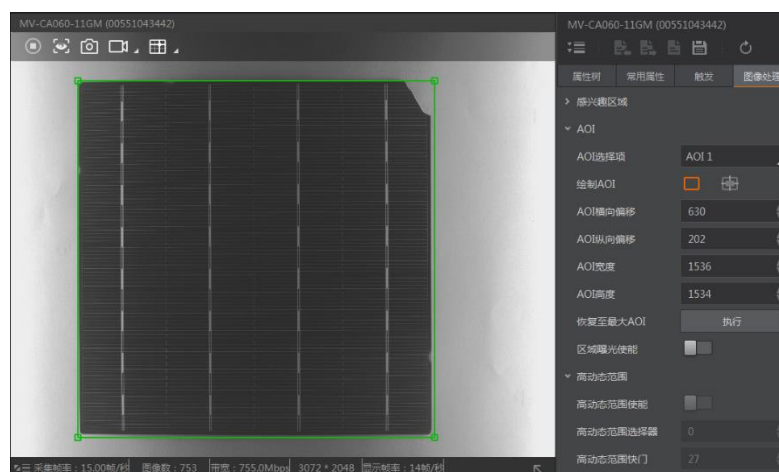 MV-CA060-11GM (00551043442)
MV-CA060-11GM (00551043442)
属性树 常用属性 触发 图像处理
感兴趣区域
AOI
AOI选择项 AOI 1
绘制AOI
AOI横向偏移 630
AOI纵向偏移 202
AOI宽度 1536
AOI高度 1534
恢复至最大AOI 执行
区域曝光使能
高动态范围
高动态范围使能
高动态范围选择器 0
高动态范围快门 27
采集帧率：15.00帧/秒 图像数：753 带宽：755.0Mbps 3072 * 2048 显示帧率：14帧/秒